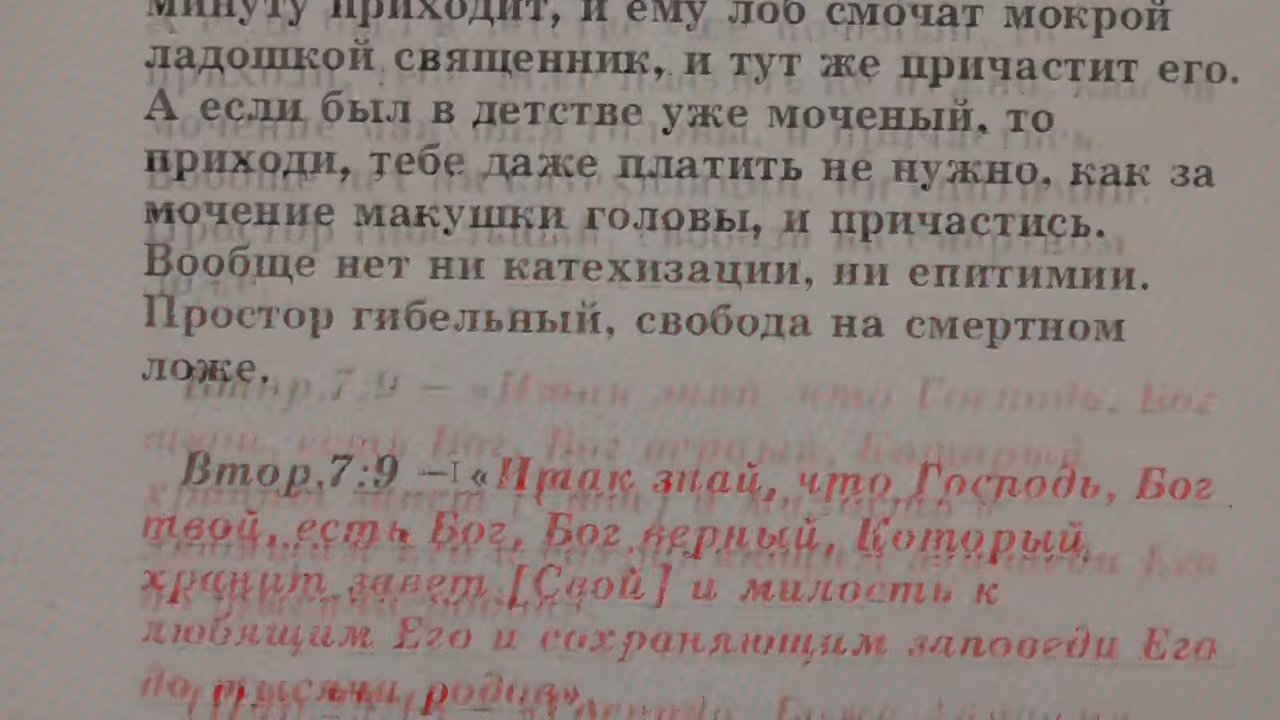 минуту приходит, и ему лоб смочат мокрой
ладошкой священник, и тут же причастит его.
А если был в детстве уже моченый, то
приходи, тебе даже платить не нужно, как за
мочение макушки головы, и причастись.
Вообще нет ни катехизации, ни епитимии.
Простор гибельный, свобода на смертном
ложе.
Втор.7:9 – «Итак знай, что Господь, Бог
твой, есть Бог, Бог верный, Который
хранит завет [Свой] и милость к
любящим Его и сохраняющим заповеди Его
до тысячи родов»